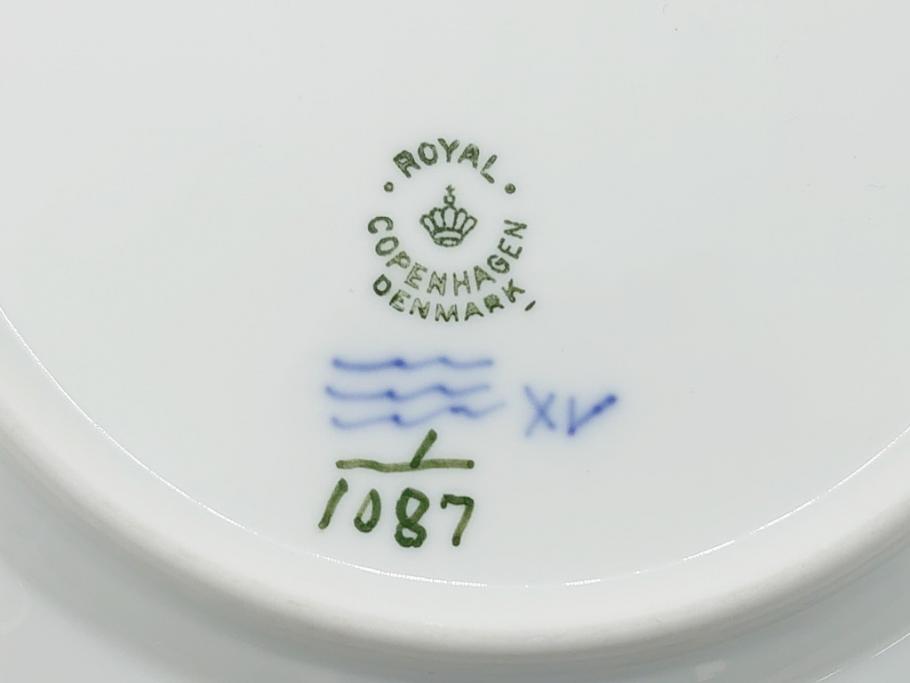 ROYAL
COPENHAGEN
DENMARK
XV
1
1087